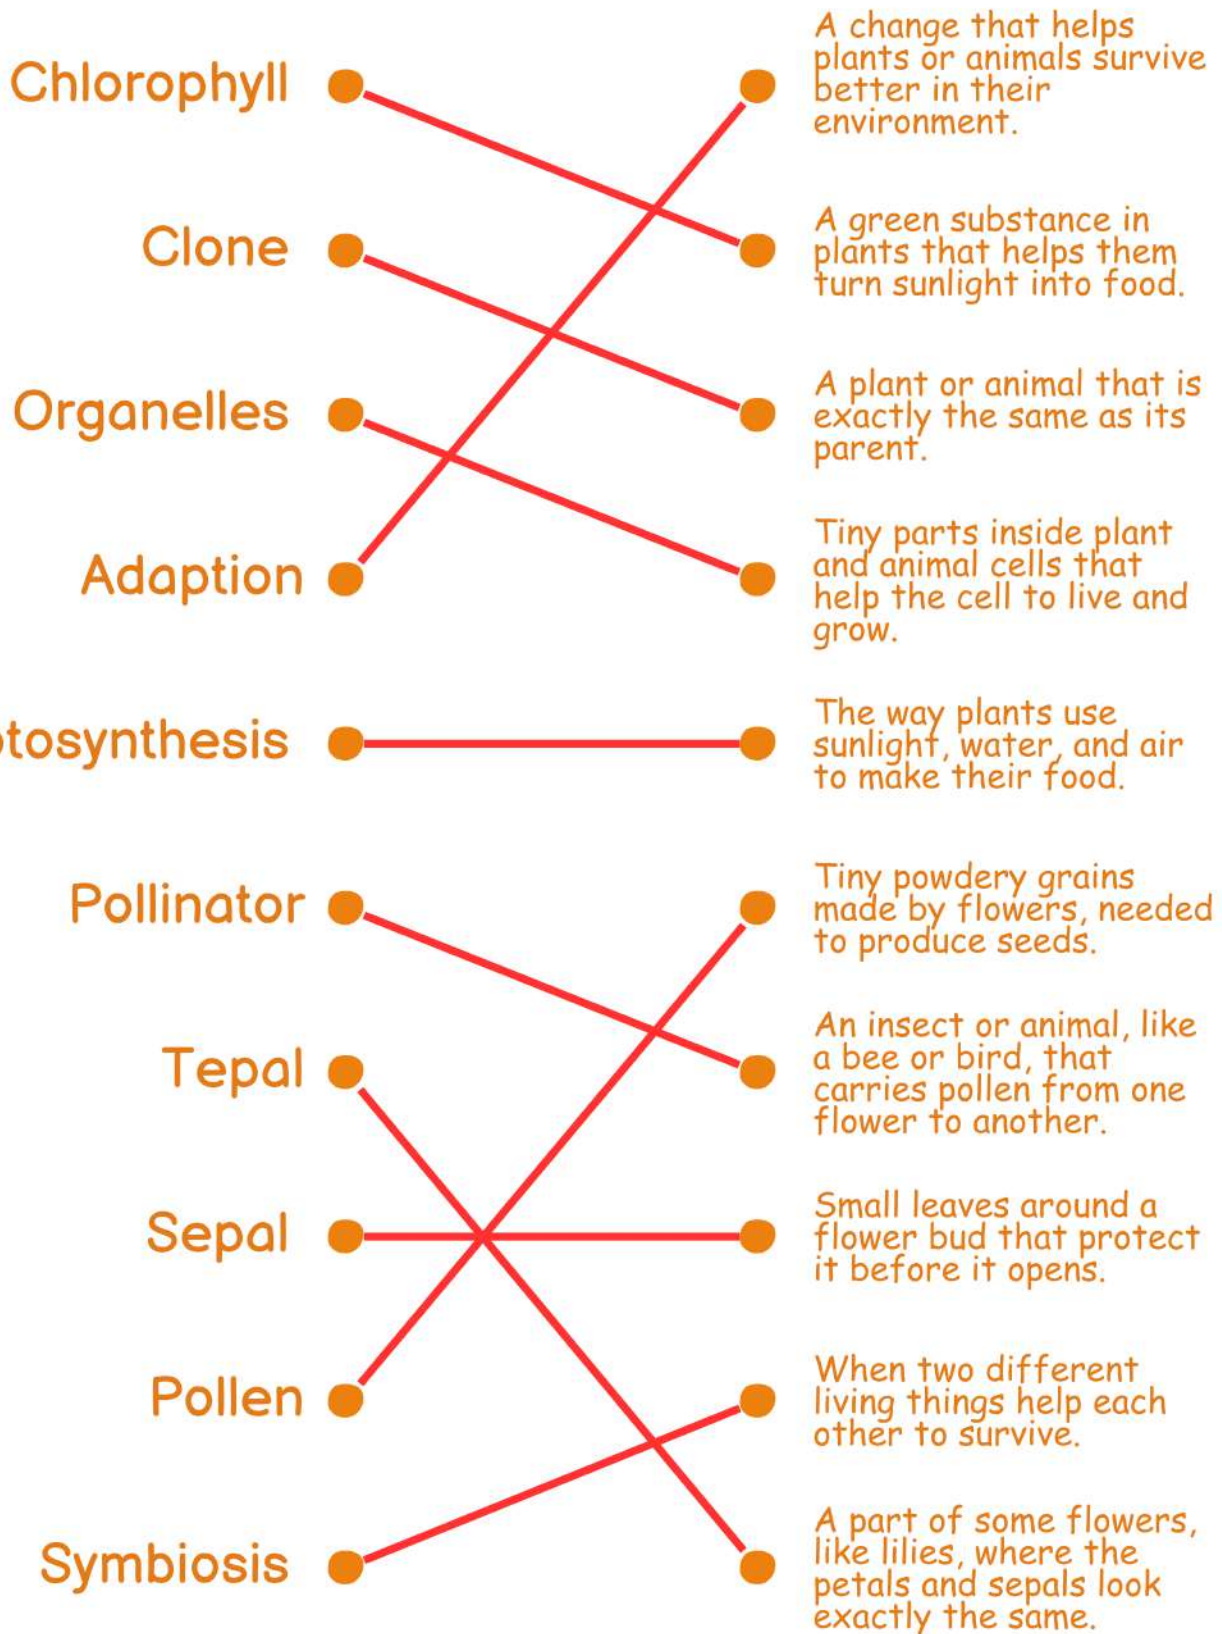 Chlorophyll
A change that helps
plants or animals survive
better in their
environment.
Clone
A green substance in
plants that helps them
turn sunlight into food.
Organelles
A plant or animal that is
exactly the same as its
parent.
Adaption
Tiny parts inside plant
and animal cells that
help the cell to live and
grow.
otosynthesis
The way plants use
sunlight, water, and air
to make their food.
Pollinator
Tiny powdery grains
made by flowers, needed
to produce seeds.
Tepal
An insect or animal, like
a bee or bird, that
carries pollen from one
flower to another.
Sepal
Small leaves around a
flower bud that protect
it before it opens.
Pollen
When two different
living things help each
other to survive.
Symbiosis
A part of some flowers,
like lilies, where the
petals and sepals look
exactly the same.